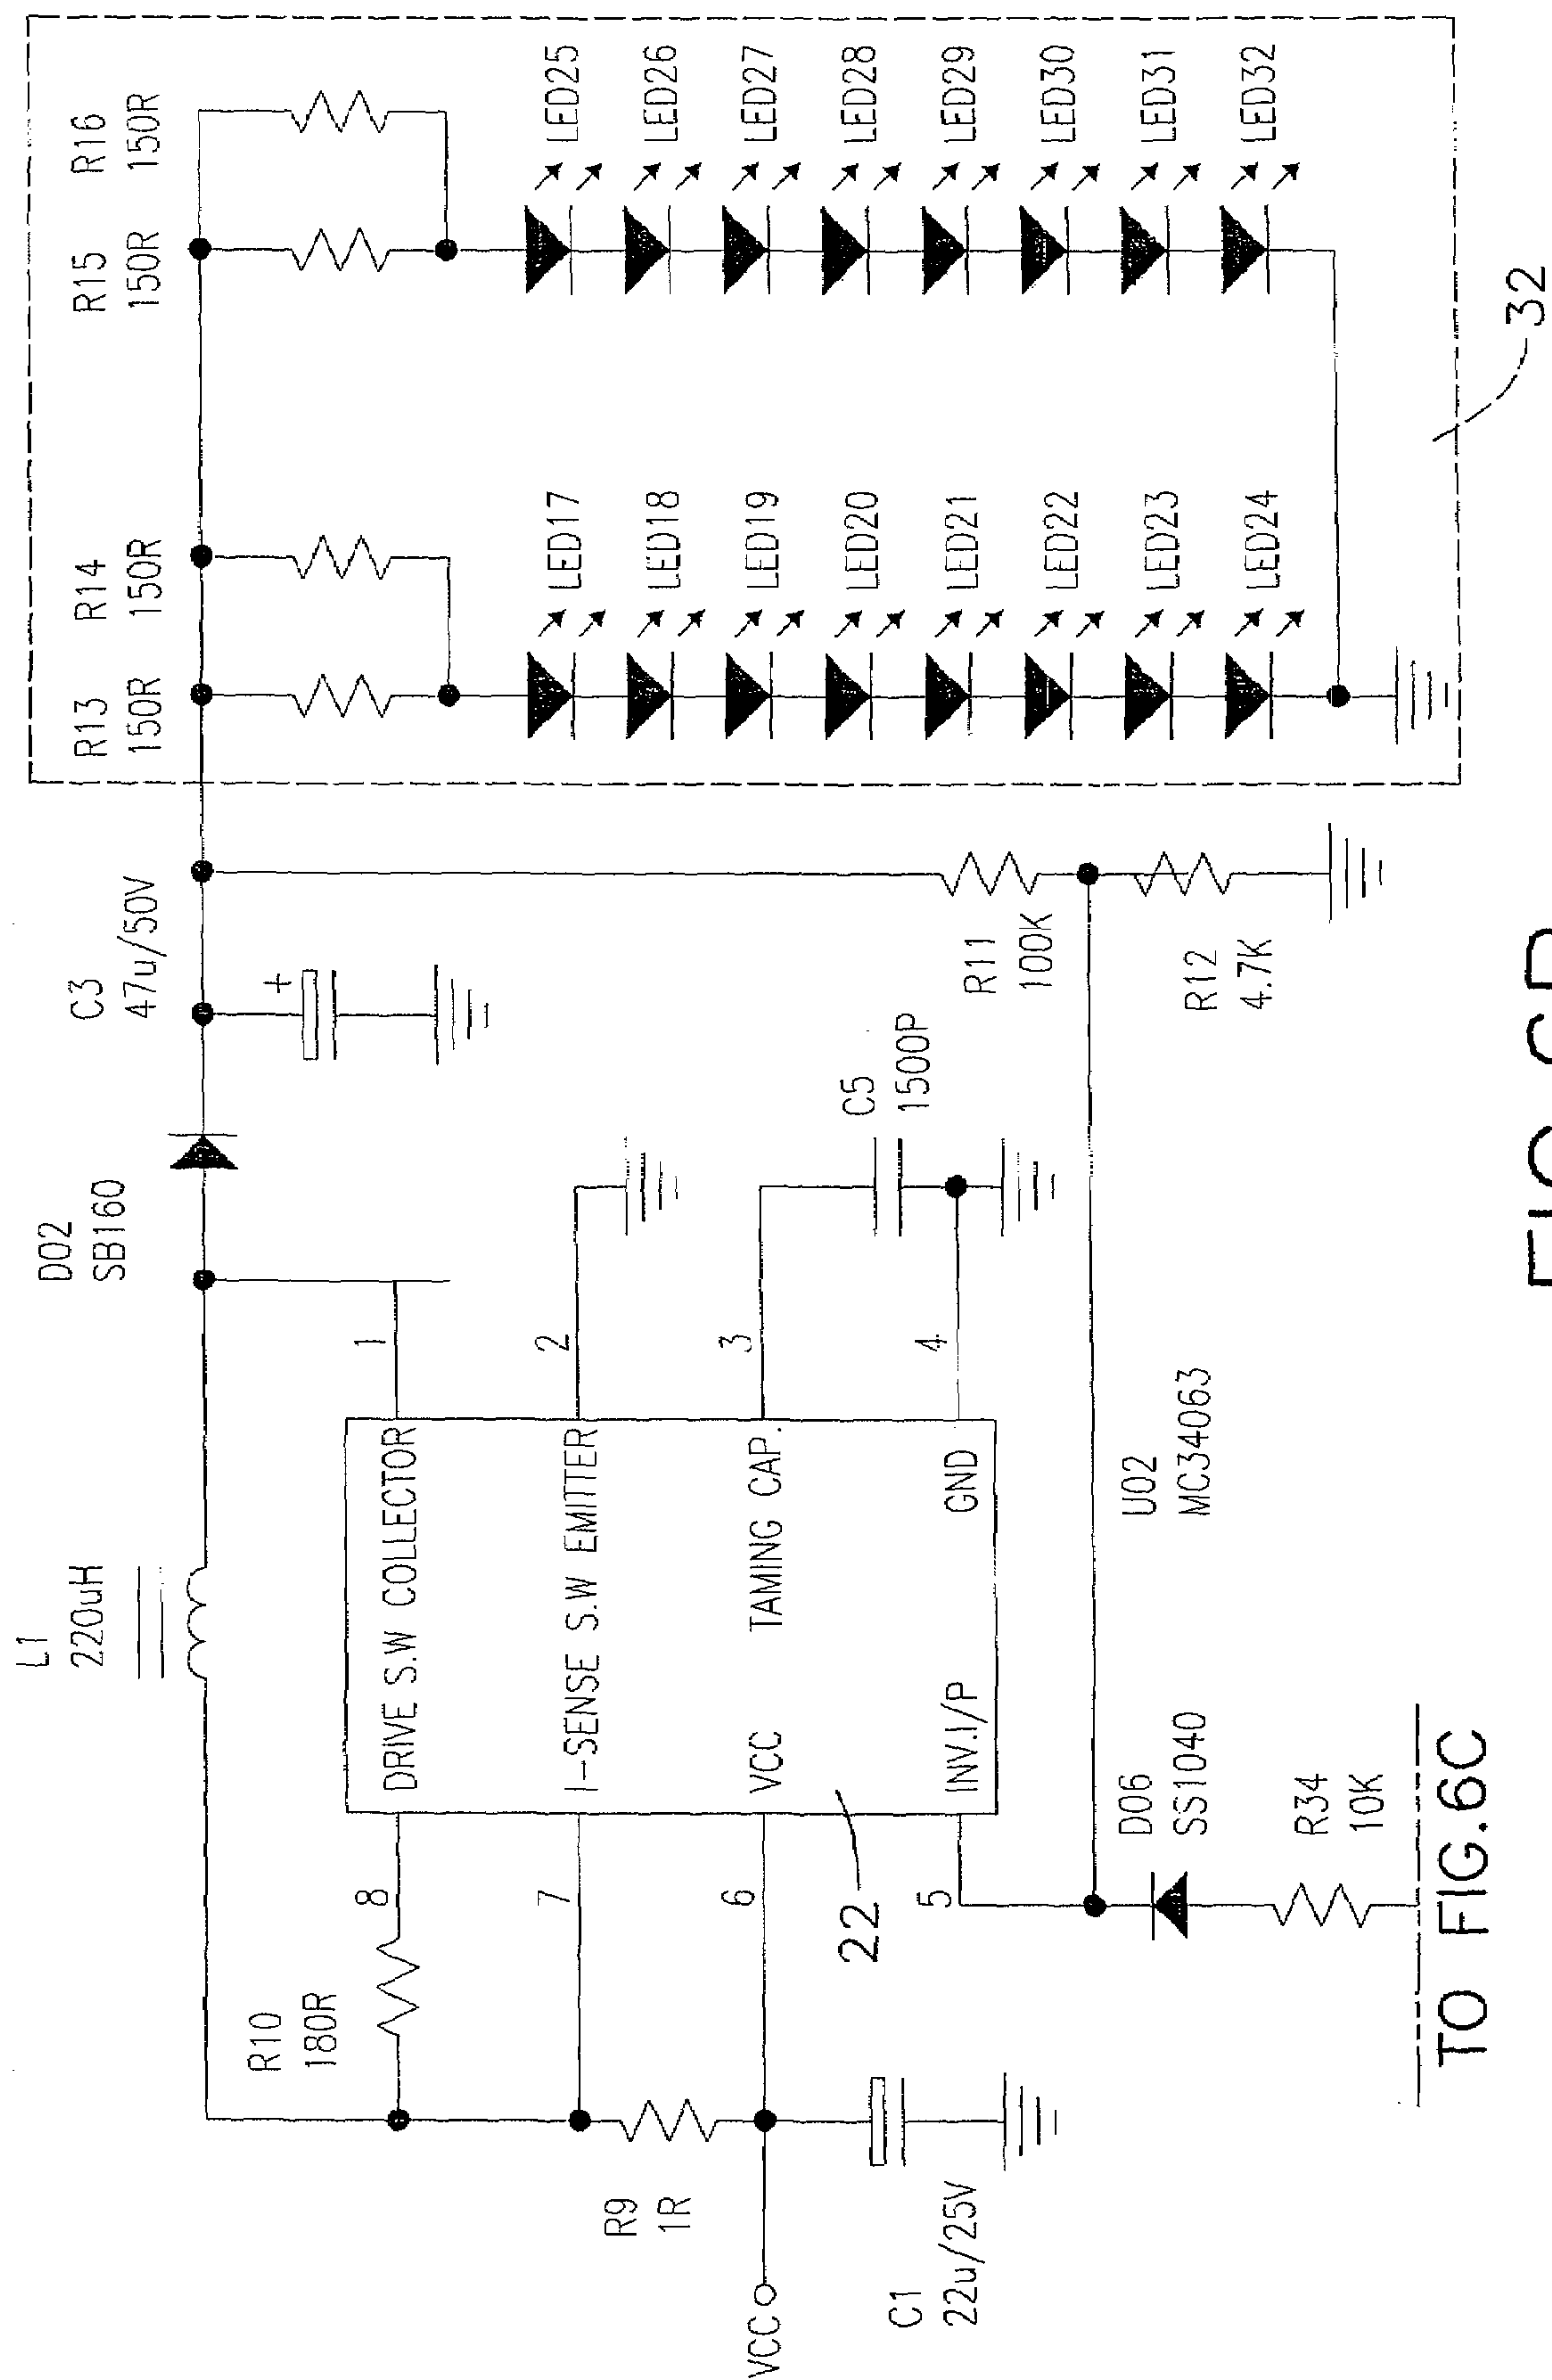 L1
220uH
D02
SB160
C3
47u/50V
R13
150R
R14
150R
R15
150R
R16
150R
R10
180R
8
DRIVE S.W COLLECTOR
1
7
I-SENSE S.W EMITTER
2
R9
1R
VCC
6
VCC
TAMING CAP.
3
C5
1500P
C1
22u/25V
22
5
INV.I/P
GND
4
D06
SS1040
U02
MC34063
R11
100K
R12
4.7K
R34
10K
TO FIG.6C
LED17
LED18
LED19
LED20
LED21
LED22
LED23
LED24
LED25
LED26
LED27
LED28
LED29
LED30
LED31
LED32
32